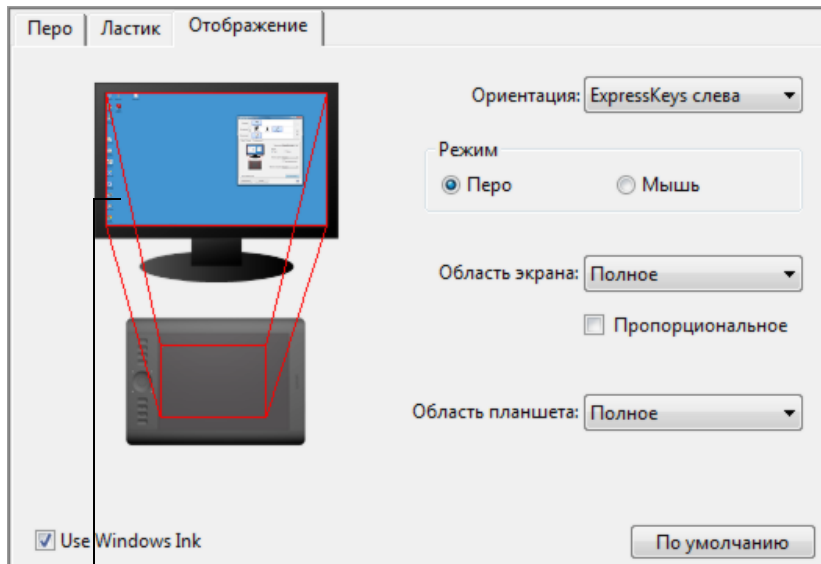 Перо Ластик Отображение
Ориентация: ExpressKeys слева
Режим
Перо Мышь
Область экрана: Полное
Пропорциональное
Область планшета: Полное
Use Windows Ink По умолчанию